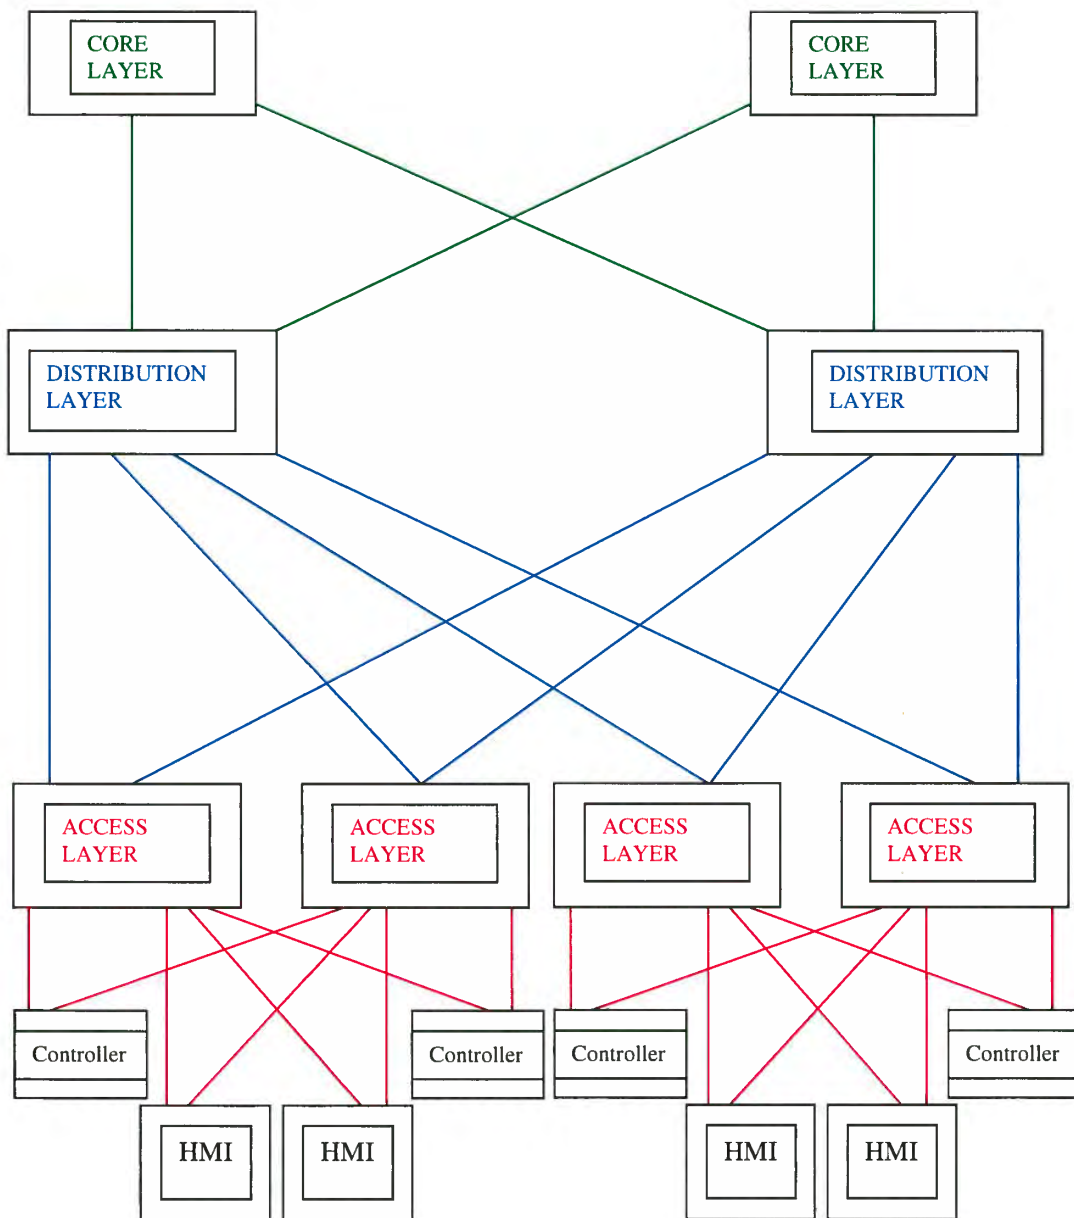 CORE
LAYER
CORE
LAYER
DISTRIBUTION
LAYER
DISTRIBUTION
LAYER
ACCESS
LAYER
ACCESS
LAYER
ACCESS
LAYER
ACCESS
LAYER
Controller
Controller
Controller
Controller
HMI
HMI
HMI
HMI